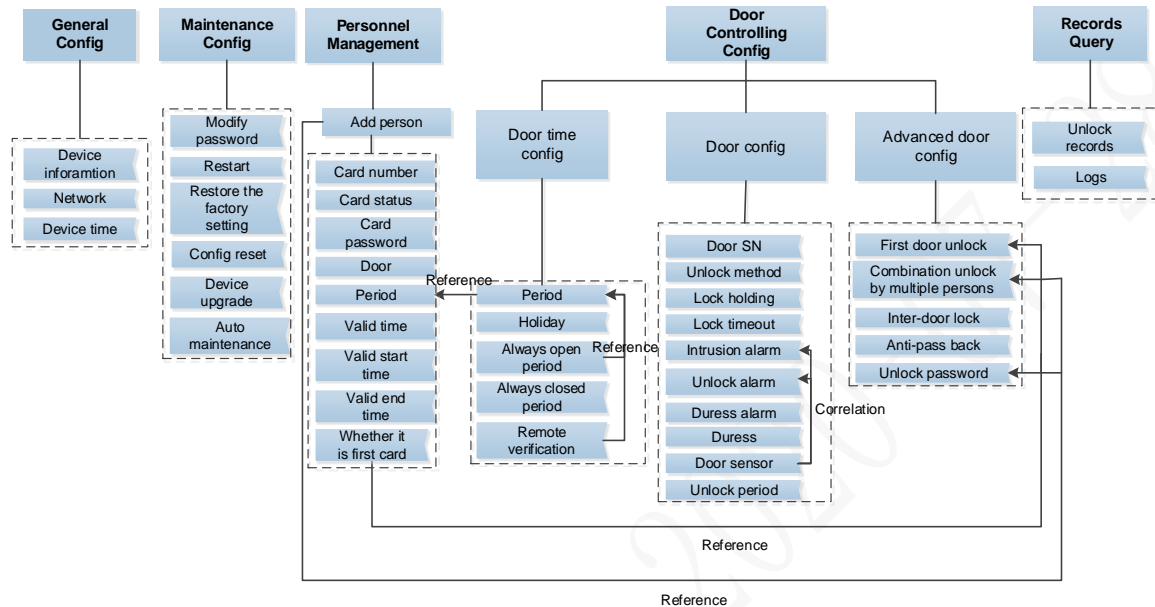 General
Config
Maintenance
Config
Personnel
Management
Door
Controlling
Config
Records
Query
Device
inforamtion
Network
Device time
Modify
password
Restart
Restore the
factory
setting
Config reset
Device
upgrade
Auto
maintenance
Add person
Card number
Card status
Card
password
Door
Period
Valid time
Valid start
time
Valid end
time
Whether it
is first card
Door time
config
Reference
Period
Holiday
Always open
period
Always closed
period
Remote
verification
Reference
Door config
Door SN
Unlock method
Lock holding
Lock timeout
Intrusion alarm
Unlock alarm
Duress alarm
Duress
Door sensor
Unlock period
Correlation
Advanced door
config
First door unlock
Combination unlock
by multiple persons
Inter-door lock
Anti-pass back
Unlock password
Unlock
records
Logs
Reference
Reference